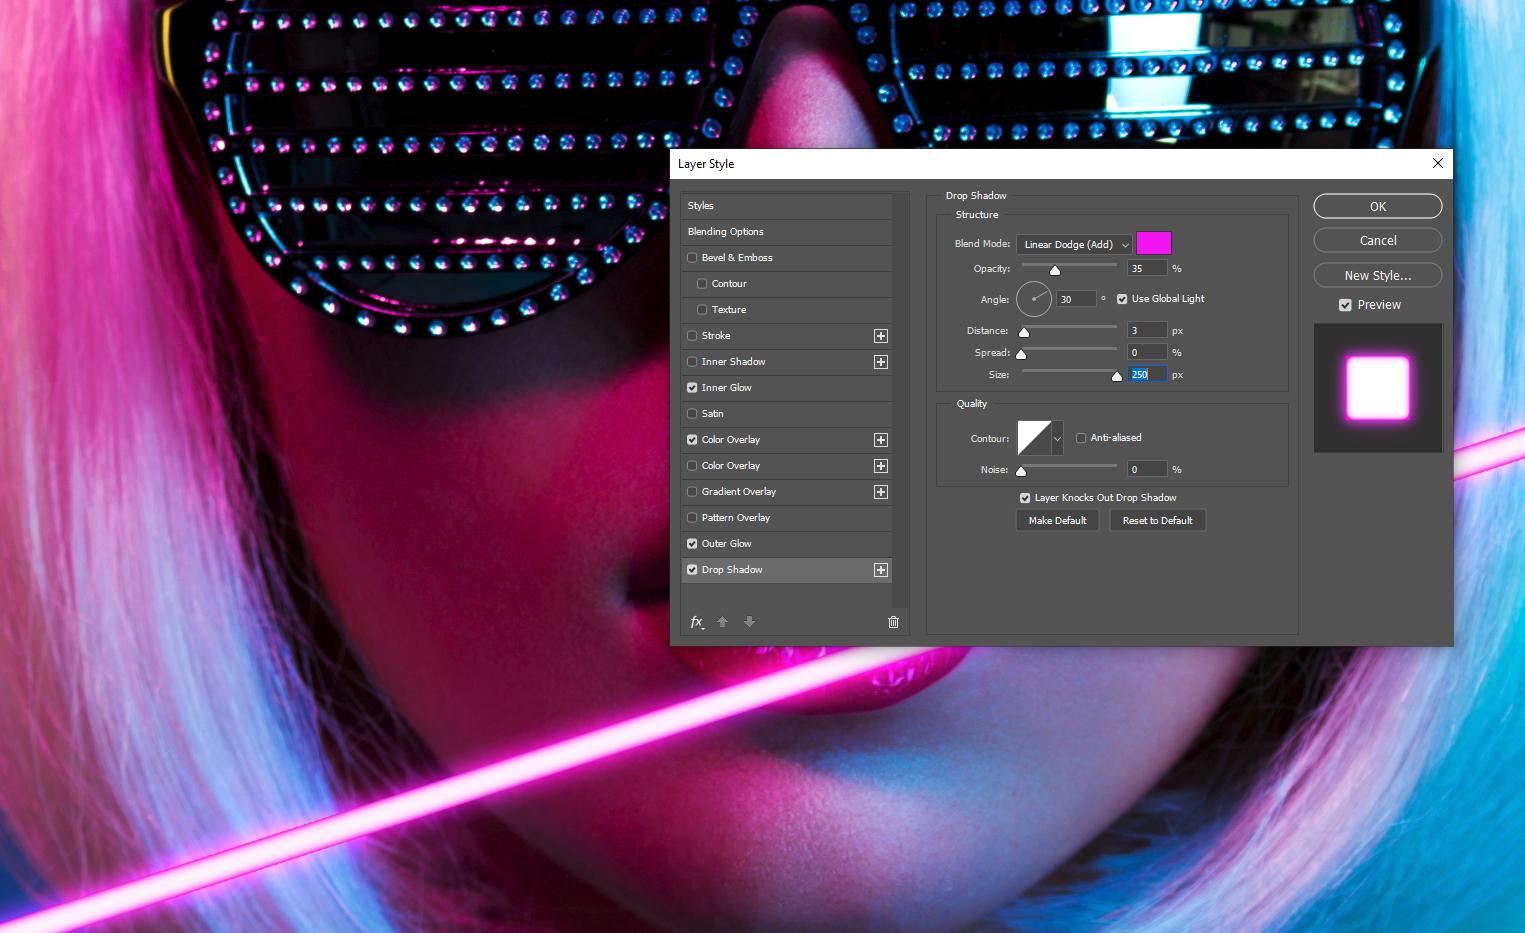 Layer Style
Styles
Blending Options
Bevel & Emboss
Contour
Texture
Stroke
Inner Shadow
Inner Glow
Satin
Color Overlay
Color Overlay
Gradient Overlay
Pattern Overlay
Outer Glow
Drop Shadow
fx
Drop Shadow
Structure
Blend Mode: Linear Dodge (Add)
Opacity: 35 %
Angle: 30 ° Use Global Light
Distance: 3 px
Spread: 0 %
Size: 250 px
Quality
Contour: Anti-aliased
Noise: 0 %
Layer Knocks Out Drop Shadow
Make Default Reset to Default
OK
Cancel
New Style...
Preview